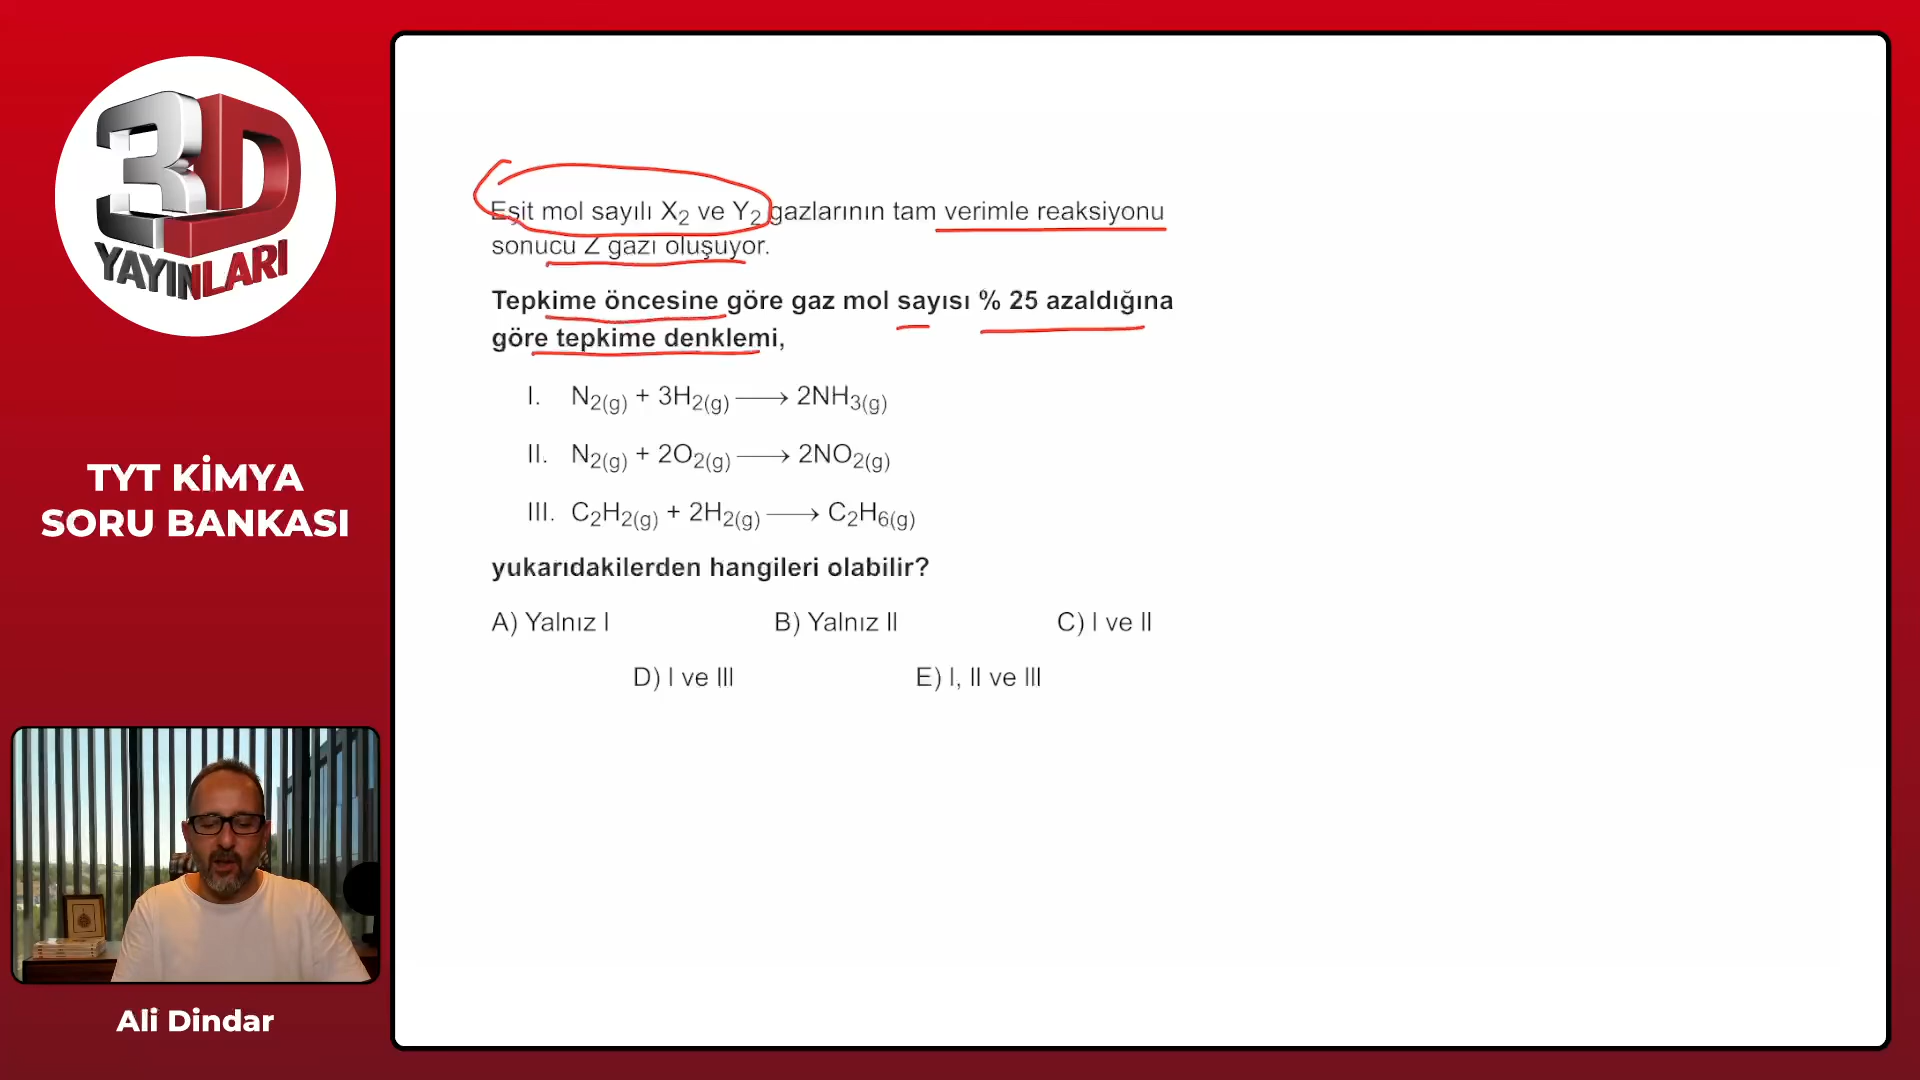 3D
YAYINLARI
TYT KİMYA
SORU BANKASI
Ali Dindar
Eşit mol sayılı X₂ ve Y₂ gazlarının tam verimle reaksiyonu
sonucu Z gazı oluşuyor.
Tepkime öncesine göre gaz mol sayısı % 25 azaldığına
göre tepkime denklemi,
I. N₂(g) + 3H₂(g) ⟶ 2NH₃(g)
II. N₂(g) + 2O₂(g) ⟶ 2NO₂(g)
III. C₂H₂(g) + 2H₂(g) ⟶ C₂H₆(g)
yukarıdakilerden hangileri olabilir?
A) Yalnız I B) Yalnız II C) I ve II
D) I ve III E) I, II ve III